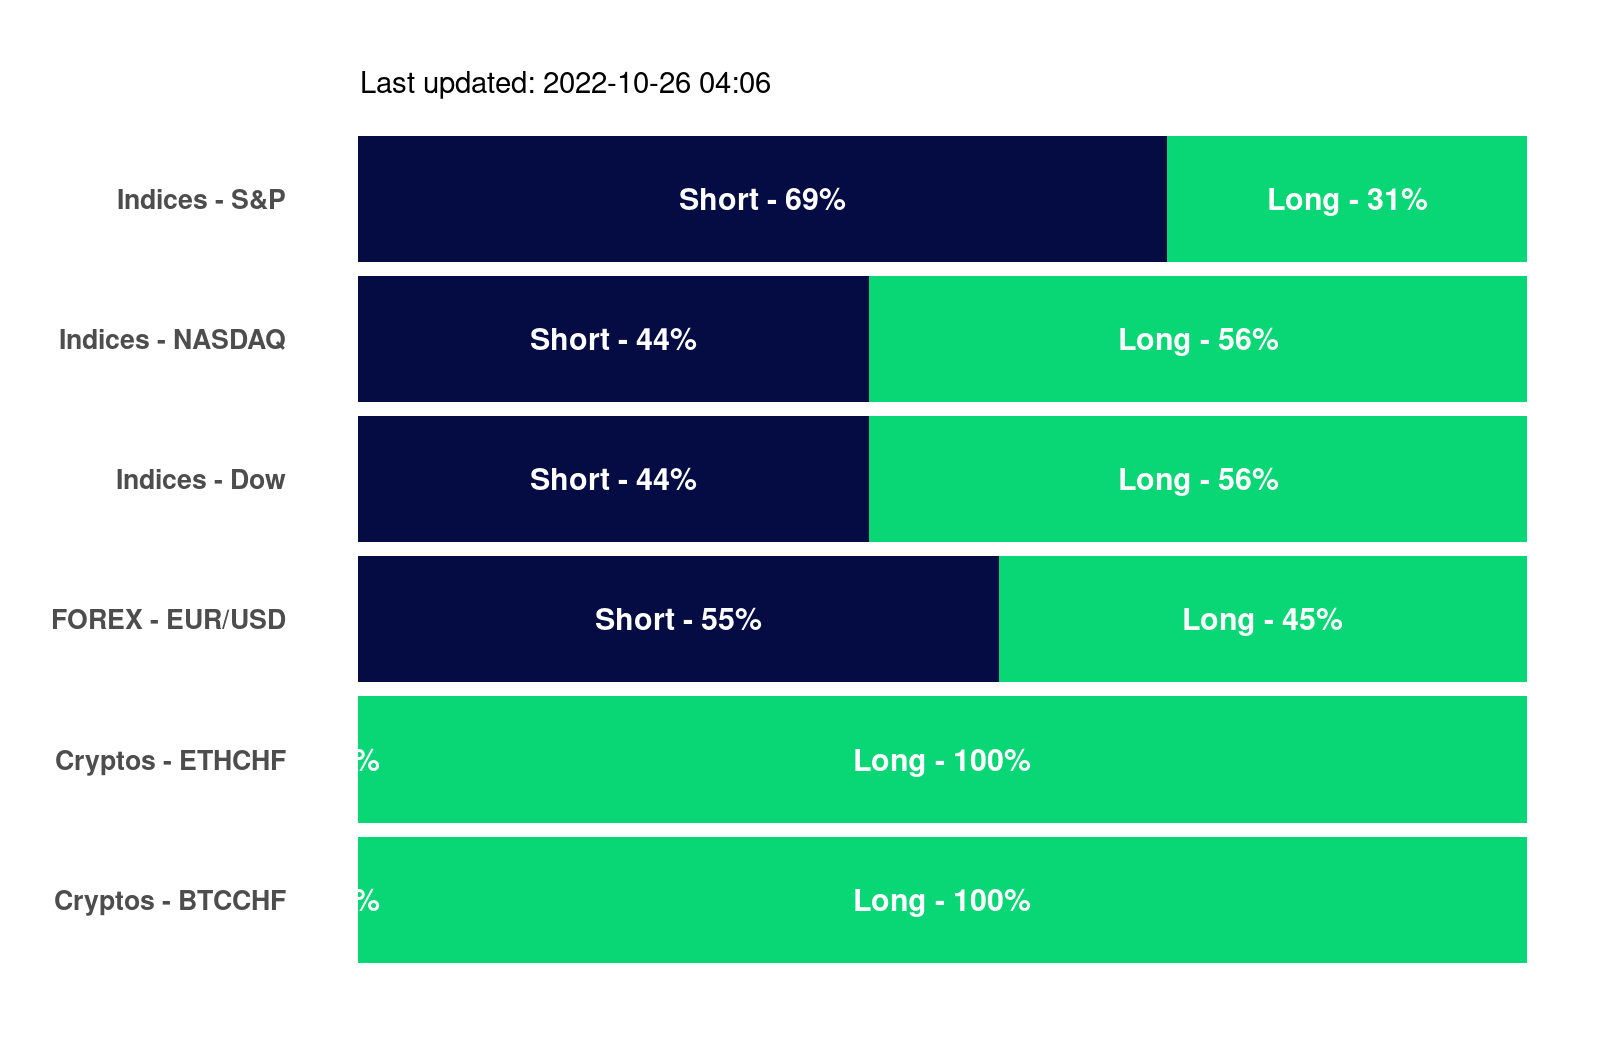 Last updated: 2022-10-26 04:06
Indices - S&P Short - 69% Long - 31%
Indices - NASDAQ Short - 44% Long - 56%
Indices - Dow Short - 44% Long - 56%
FOREX - EUR/USD Short - 55% Long - 45%
Cryptos - ETHCHF % Long - 100%
Cryptos - BTCCHF % Long - 100%